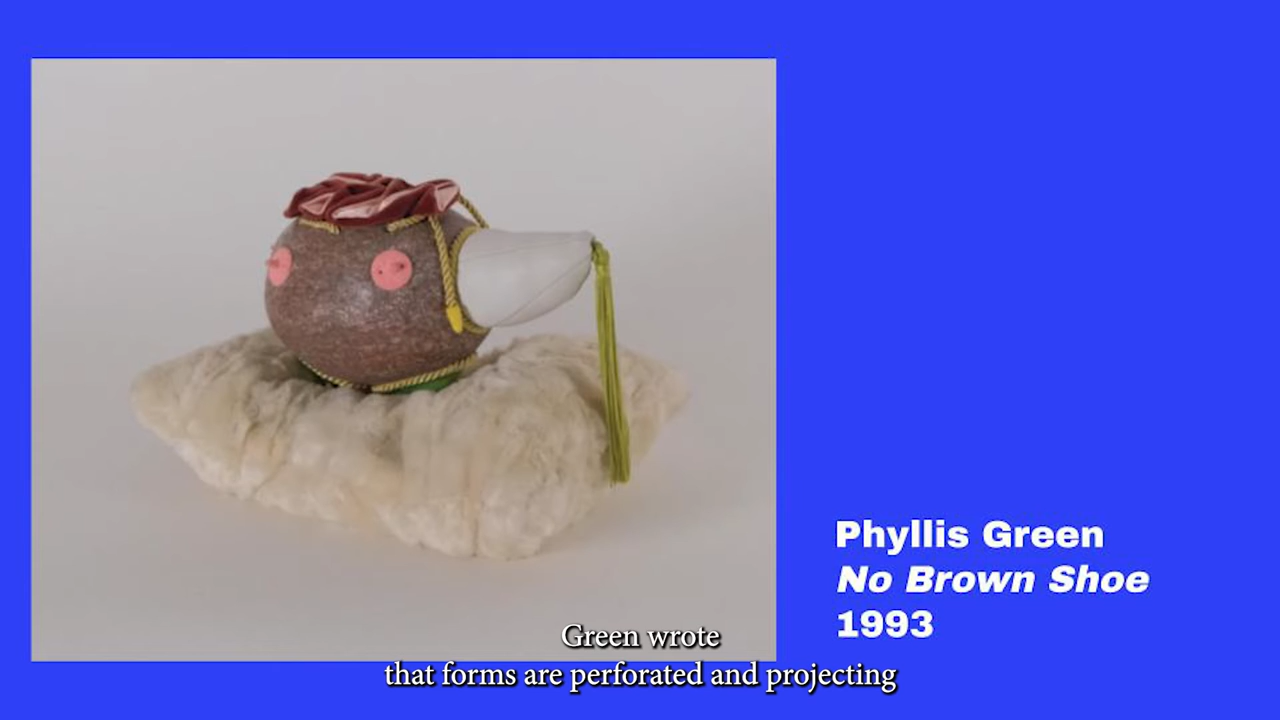 Phyllis Green
No Brown Shoe
1993
Green wrote
that forms are perforated and projecting